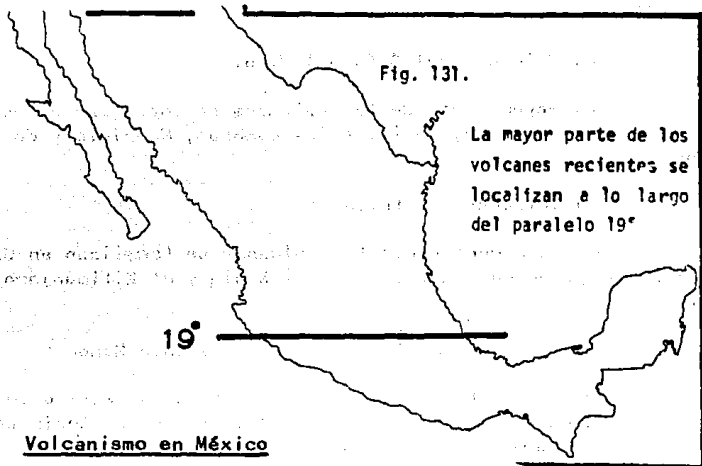 Fig. 131.
La mayor parte de los
volcanes recientes se
localizan a lo largo
del paralelo 19°
19°
Volcanismo en México